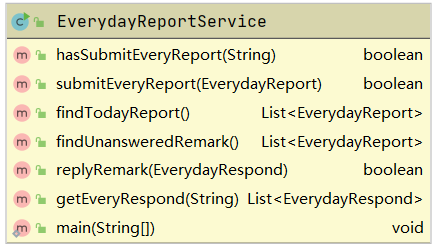 EverydayReportService
hasSubmitEveryReport(String) boolean
submitEveryReport(EverydayReport) boolean
findTodayReport() List<EverydayReport>
findUnansweredRemark() List<EverydayReport>
replyRemark(EverydayRespond) boolean
getEveryRespond(String) List<EverydayRespond>
main(String[]) void